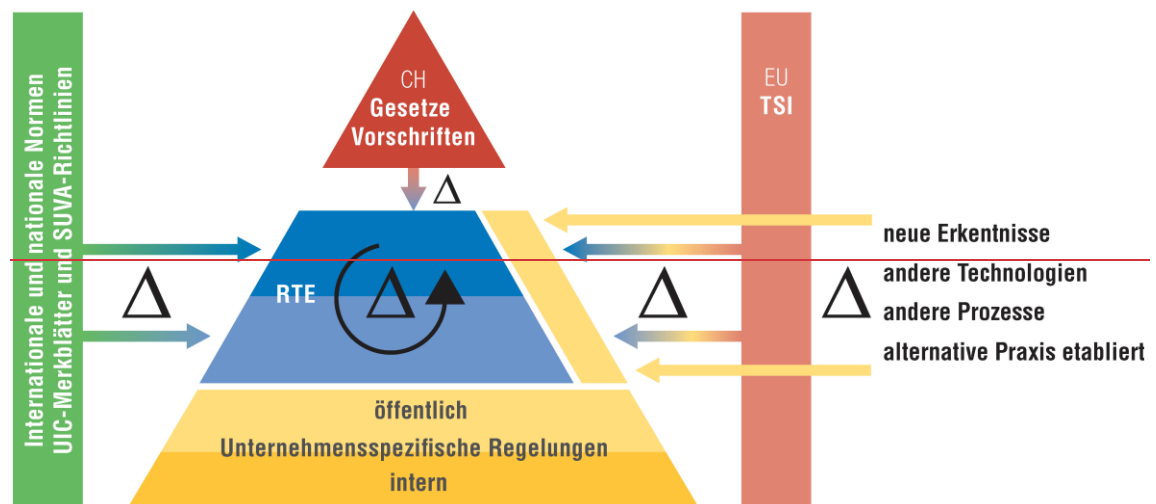 Internationale und nationale Normen
UIC-Merkblätter und SUVA-Richtlinien
CH
Gesetze
Vorschriften
Δ
EU
TSI
RTE
Δ
Δ
Δ
Δ
neue Erkentnisse
andere Technologien
andere Prozesse
alternative Praxis etabliert
öffentlich
Unternehmensspezifische Regelungen
intern